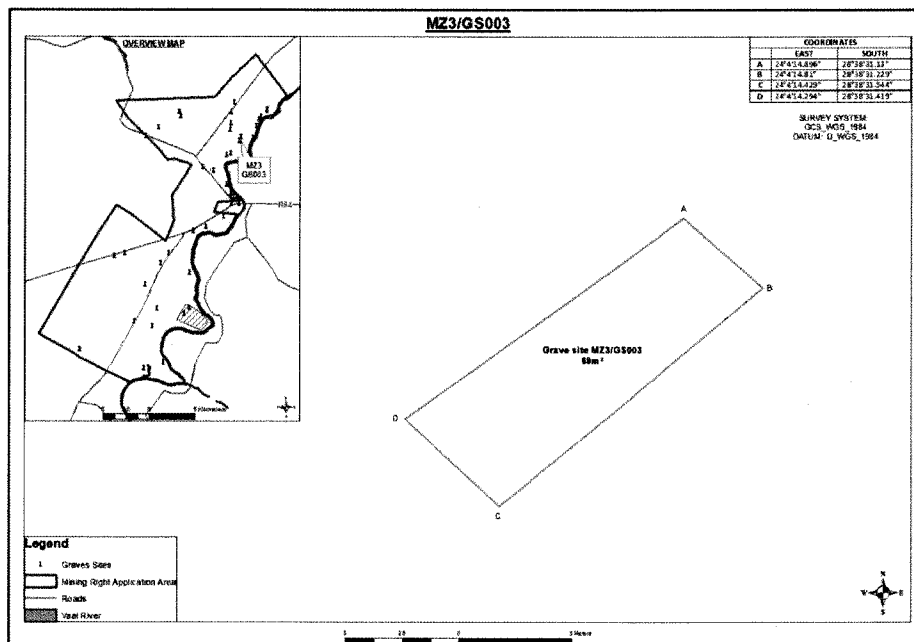 MZ3/GS003
OVERVIEW MAP
MZ3
GS003
COORDINATES
EAST SOUTH
A 24°4'14.896" 28°38'31.13"
B 24°4'14.81" 28°38'31.229"
C 24°4'14.429" 28°38'31.544"
D 24°4'14.294" 28°38'31.419"
SURVEY SYSTEM:
GCS_WGS_1984
DATUM: D_WGS_1984
A
B
Grave site MZ3/GS003
D
C
Legend
Graves Sites
Mining Right Application Area
Roads
Vaal River
N
W E
S